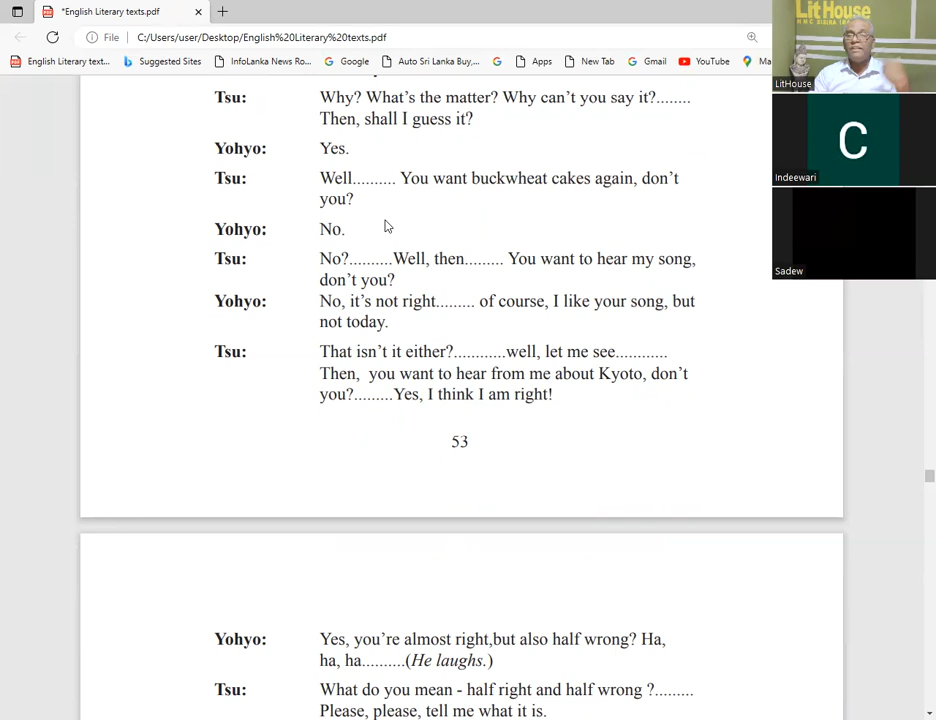 *English Literary texts.pdf
File C:/Users/user/Desktop/English%20Literary%20texts.pdf
English Literary text... Suggested Sites InfoLanka News Ro... Google Auto Sri Lanka Buy,... Apps New Tab Gmail YouTube Ma
Tsu: Why? What's the matter? Why can't you say it?........
Then, shall I guess it?
Yohyo: Yes.
Tsu: Well.......... You want buckwheat cakes again, don't
you?
Yohyo: No.
Tsu: No?..........Well, then......... You want to hear my song,
don't you?
Yohyo: No, it's not right......... of course, I like your song, but
not today.
Tsu: That isn't it either?............well, let me see............
Then, you want to hear from me about Kyoto, don't
you?.........Yes, I think I am right!
53
Yohyo: Yes, you're almost right,but also half wrong? Ha,
ha, ha..........(He laughs.)
Tsu: What do you mean - half right and half wrong ?.........
Please, please, tell me what it is.
LitHouse
LitHouse
C
Indeewari
Sadew